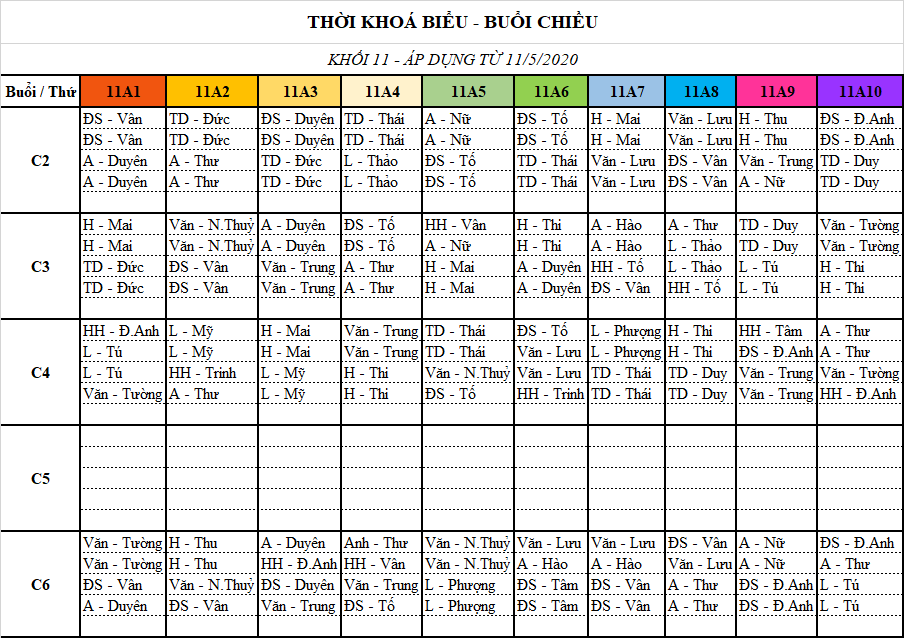 THỜI KHOÁ BIỂU - BUỔI CHIỀU
KHỐI 11 - ÁP DỤNG TỪ 11/5/2020
Buổi / Thứ 11A1 11A2 11A3 11A4 11A5 11A6 11A7 11A8 11A9 11A10
ĐS - Vân TD - Đức ĐS - Duyên TD - Thái A - Nữ ĐS - Tố H - Mai Văn - Lưu H - Thu ĐS - Đ.Anh
ĐS - Vân TD - Đức ĐS - Duyên TD - Thái A - Nữ ĐS - Tố H - Mai Văn - Lưu H - Thu ĐS - Đ.Anh
C2 A - Duyên A - Thư TD - Đức L - Thảo ĐS - Tố TD - Thái Văn - Lưu ĐS - Vân Văn - Trung TD - Duy
A - Duyên A - Thư TD - Đức L - Thảo ĐS - Tố TD - Thái Văn - Lưu ĐS - Vân A - Nữ TD - Duy
H - Mai Văn - N.Thuỷ A - Duyên ĐS - Tố HH - Vân H - Thi A - Hào A - Thư TD - Duy Văn - Tường
H - Mai Văn - N.Thuỷ A - Duyên ĐS - Tố A - Nữ H - Thi A - Hào L - Thảo TD - Duy Văn - Tường
C3 TD - Đức ĐS - Vân Văn - Trung A - Thư H - Mai A - Duyên HH - Tố L - Thảo L - Tú H - Thi
TD - Đức ĐS - Vân Văn - Trung A - Thư H - Mai A - Duyên ĐS - Vân HH - Tố L - Tú H - Thi
HH - Đ.Anh L - Mỹ H - Mai Văn - Trung TD - Thái ĐS - Tố L - Phượng H - Thi HH - Tâm A - Thư
L - Tú L - Mỹ H - Mai Văn - Trung TD - Thái Văn - Lưu L - Phượng H - Thi ĐS - Đ.Anh A - Thư
C4 L - Tú HH - Trinh L - Mỹ H - Thi Văn - N.Thuỷ Văn - Lưu TD - Thái TD - Duy Văn - Trung Văn - Tường
Văn - Tường A - Thư L - Mỹ H - Thi ĐS - Tố HH - Trinh TD - Thái TD - Duy Văn - Trung HH - Đ.Anh
C5
Văn - Tường H - Thu A - Duyên Anh - Thư Văn - N.Thuỷ Văn - Lưu Văn - Lưu ĐS - Vân A - Nữ ĐS - Đ.Anh
Văn - Tường H - Thu HH - Đ.Anh HH - Vân Văn - N.Thuỷ A - Hào A - Hào Văn - Lưu A - Nữ A - Thư
C6 ĐS - Vân Văn - N.Thuỷ ĐS - Duyên Văn - Trung L - Phượng ĐS - Tâm ĐS - Vân A - Thư ĐS - Đ.Anh L - Tú
A - Duyên ĐS - Vân Văn - Trung ĐS - Tố L - Phượng ĐS - Tâm ĐS - Vân A - Thư ĐS - Đ.Anh L - Tú